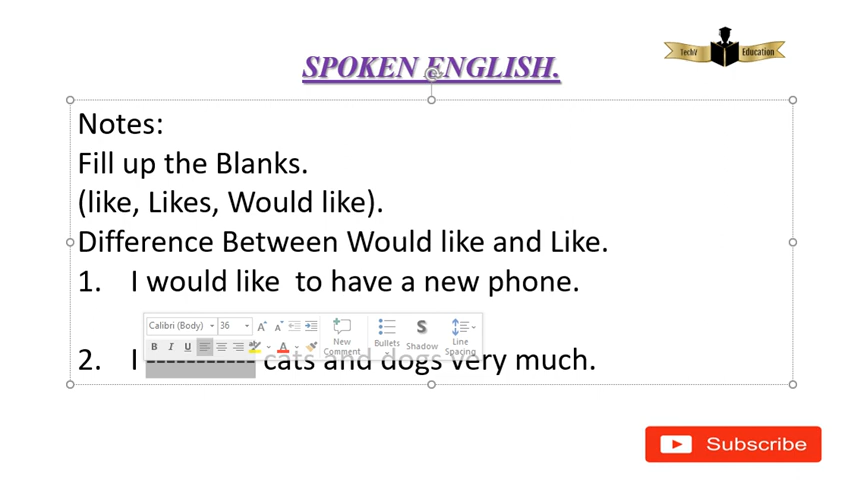 TechV Education
SPOKEN ENGLISH.
Notes:
Fill up the Blanks.
(like, Likes, Would like).
Difference Between Would like and Like.
1. I would like to have a new phone.
Calibri (Body) 36
B I U A New Comment Bullets S Shadow Line Spacing
2. I ---------- cats and dogs very much.
Subscribe